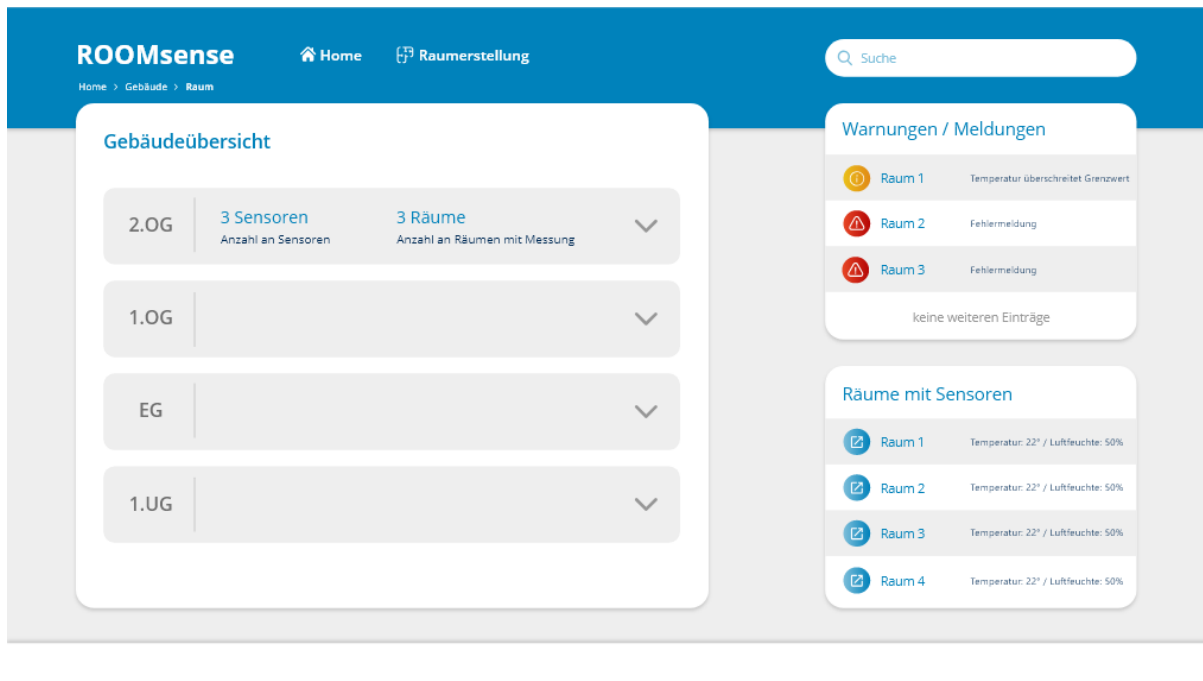 ROOMsense
Home
Raumerstellung
Suche
Home > Gebäude > Raum
Gebäudeübersicht
2.OG
3 Sensoren
Anzahl an Sensoren
3 Räume
Anzahl an Räumen mit Messung
1.OG
EG
1.UG
Warnungen / Meldungen
Raum 1 Temperatur überschreitet Grenzwert
Raum 2 Fehlermeldung
Raum 3 Fehlermeldung
keine weiteren Einträge
Räume mit Sensoren
Raum 1 Temperatur: 22° / Luftfeuchte: 50%
Raum 2 Temperatur: 22° / Luftfeuchte: 50%
Raum 3 Temperatur: 22° / Luftfeuchte: 50%
Raum 4 Temperatur: 22° / Luftfeuchte: 50%